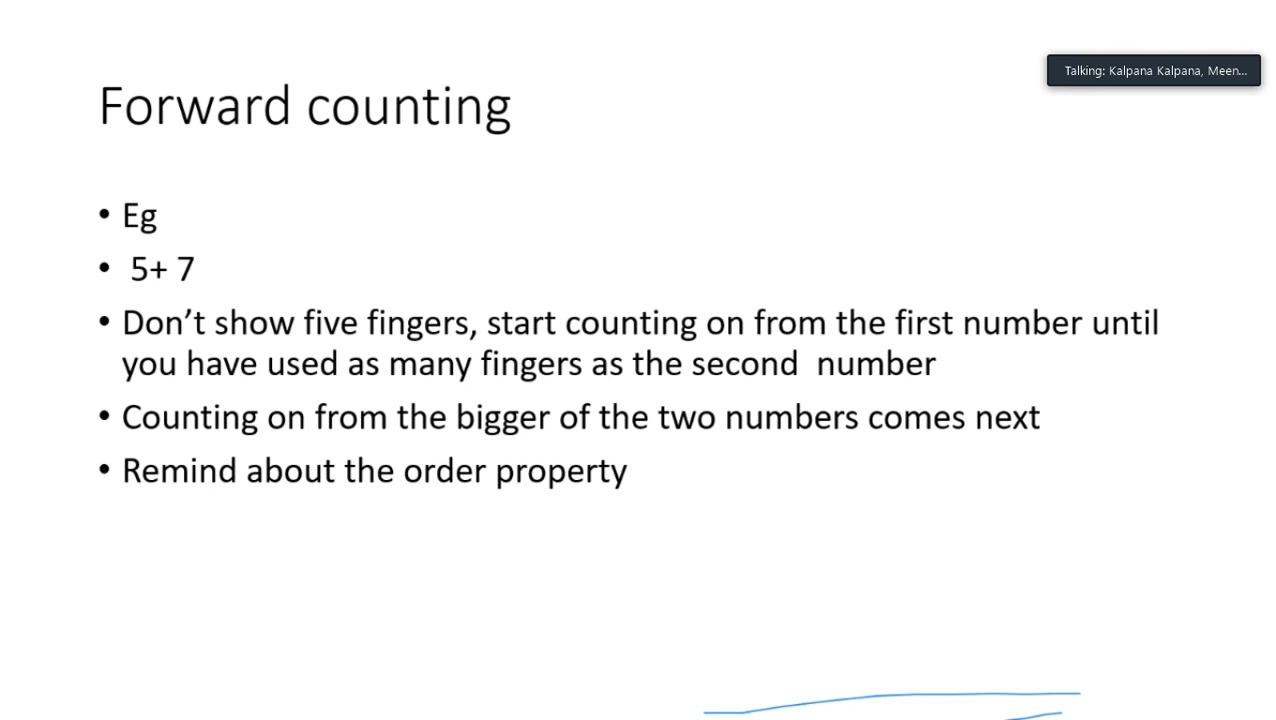 Talking: Kalpana Kalpana, Meen...
Forward counting
• Eg
• 5+ 7
• Don’t show five fingers, start counting on from the first number until
you have used as many fingers as the second  number
• Counting on from the bigger of the two numbers comes next
• Remind about the order property